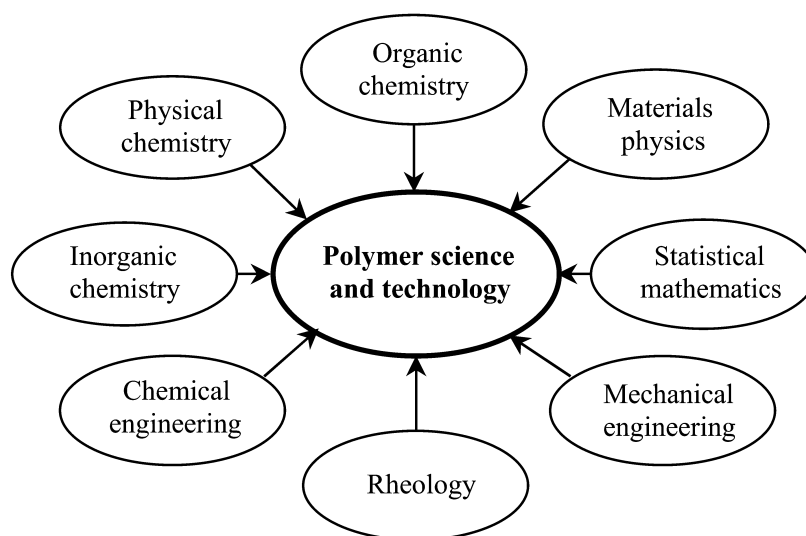 Organic
chemistry
Physical
chemistry
Materials
physics
Inorganic
chemistry
Polymer science
and technology
Statistical
mathematics
Chemical
engineering
Mechanical
engineering
Rheology